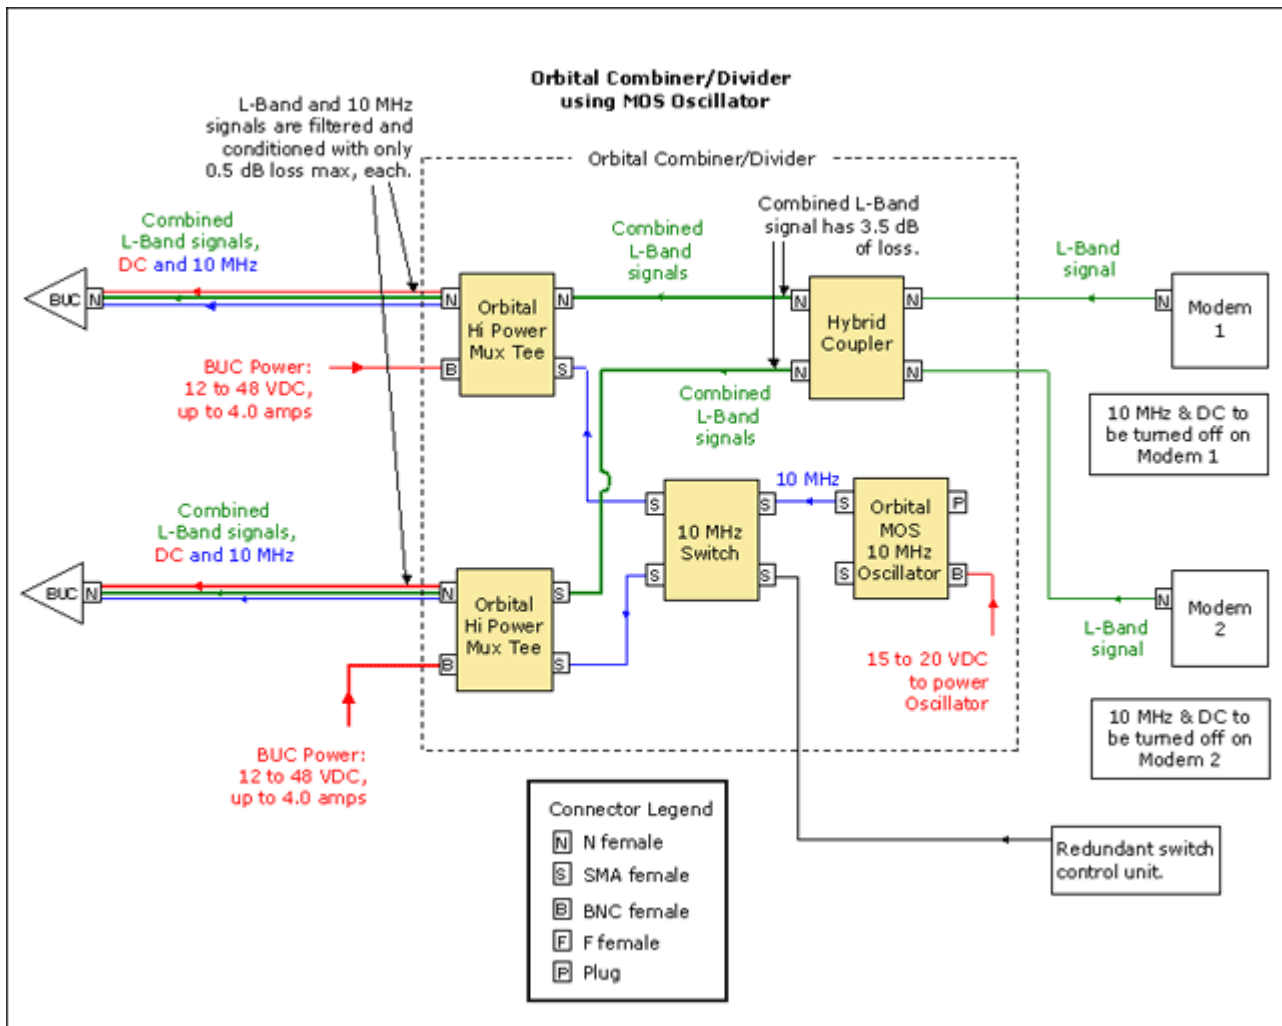 Orbital Combiner/Divider
using MOS Oscillator
L-Band and 10 MHz
signals are filtered and
conditioned with only
0.5 dB loss max, each.
Orbital Combiner/Divider
Combined
L-Band signals,
DC and 10 MHz
Combined
L-Band
signals
Combined L-Band
signal has 3.5 dB
of loss.
L-Band
signal
BUC
N
N
Orbital
Hi Power
Mux Tee
N
B
S
N
Hybrid
Coupler
N
N
N
N
Modem
1
BUC Power:
12 to 48 VDC,
up to 4.0 amps
Combined
L-Band
signals
10 MHz & DC to
be turned off on
Modem 1
Combined
L-Band signals,
DC and 10 MHz
10 MHz
S
10 MHz
Switch
S
S
S
S
Orbital
MOS
10 MHz
Oscillator
P
S
B
BUC
N
N
Orbital
Hi Power
Mux Tee
S
B
S
N
Modem
2
L-Band
signal
15 to 20 VDC
to power
Oscillator
10 MHz & DC to
be turned off on
Modem 2
BUC Power:
12 to 48 VDC,
up to 4.0 amps
Connector Legend
N N female
S SMA female
B BNC female
F F female
P Plug
Redundant switch
control unit.